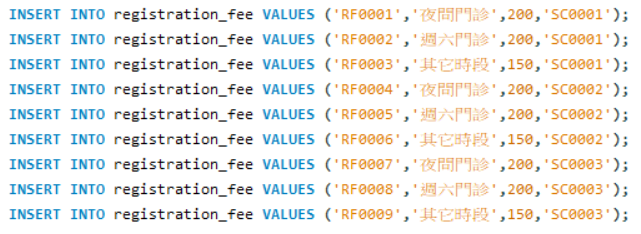 INSERT INTO registration_fee VALUES ('RF0001','夜間門診',200,'SC0001');
INSERT INTO registration_fee VALUES ('RF0002','週六門診',200,'SC0001');
INSERT INTO registration_fee VALUES ('RF0003','其它時段',150,'SC0001');
INSERT INTO registration_fee VALUES ('RF0004','夜間門診',200,'SC0002');
INSERT INTO registration_fee VALUES ('RF0005','週六門診',200,'SC0002');
INSERT INTO registration_fee VALUES ('RF0006','其它時段',150,'SC0002');
INSERT INTO registration_fee VALUES ('RF0007','夜間門診',200,'SC0003');
INSERT INTO registration_fee VALUES ('RF0008','週六門診',200,'SC0003');
INSERT INTO registration_fee VALUES ('RF0009','其它時段',150,'SC0003');